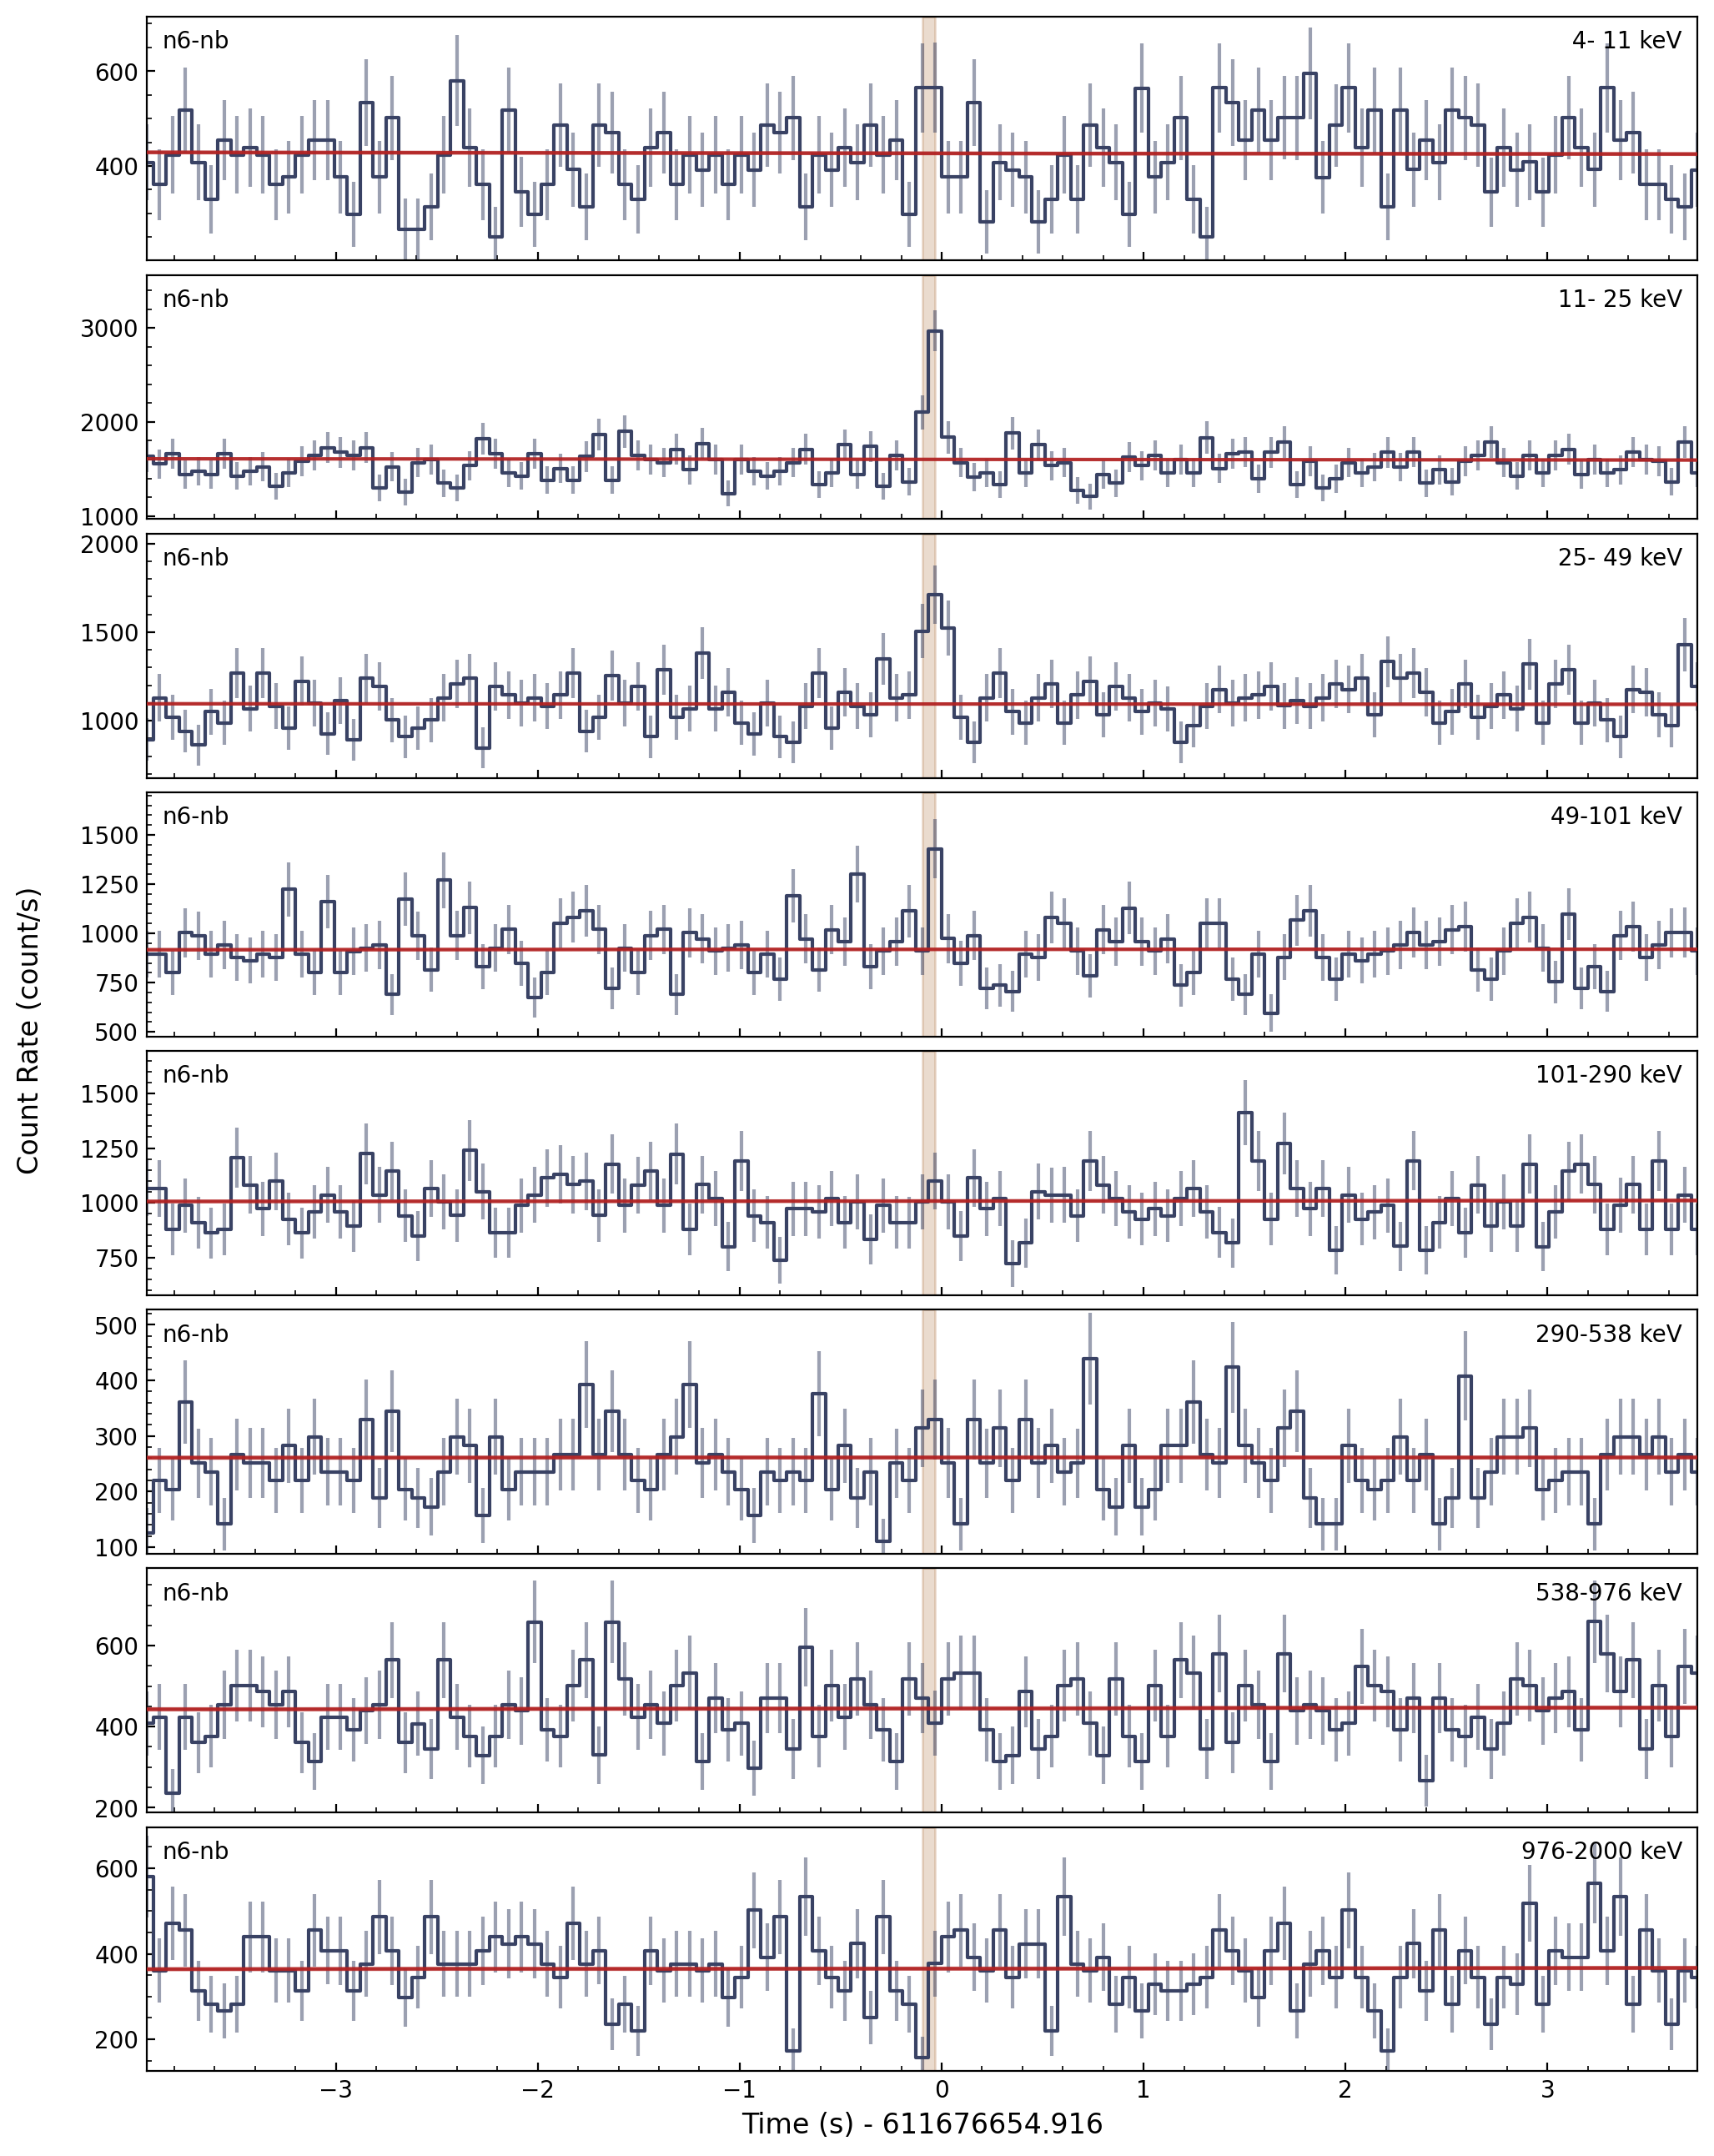 n6-nb 4- 11 keV
600
400
n6-nb 11- 25 keV
3000
2000
1000
n6-nb 25- 49 keV
2000
1500
1000
n6-nb 49-101 keV
1500
1250
1000
750
500
n6-nb 101-290 keV
1500
1250
1000
750
n6-nb 290-538 keV
500
400
300
200
100
n6-nb 538-976 keV
600
400
200
n6-nb 976-2000 keV
600
400
200
−3 −2 −1 0 1 2 3
Time (s) - 611676654.916
Count Rate (count/s)